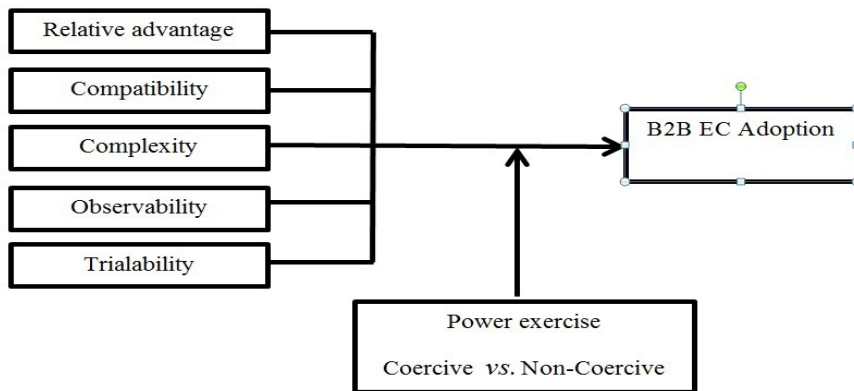 Relative advantage
Compatibility
Complexity
Observability
Trialability
B2B EC Adoption
Power exercise
Coercive vs. Non-Coercive